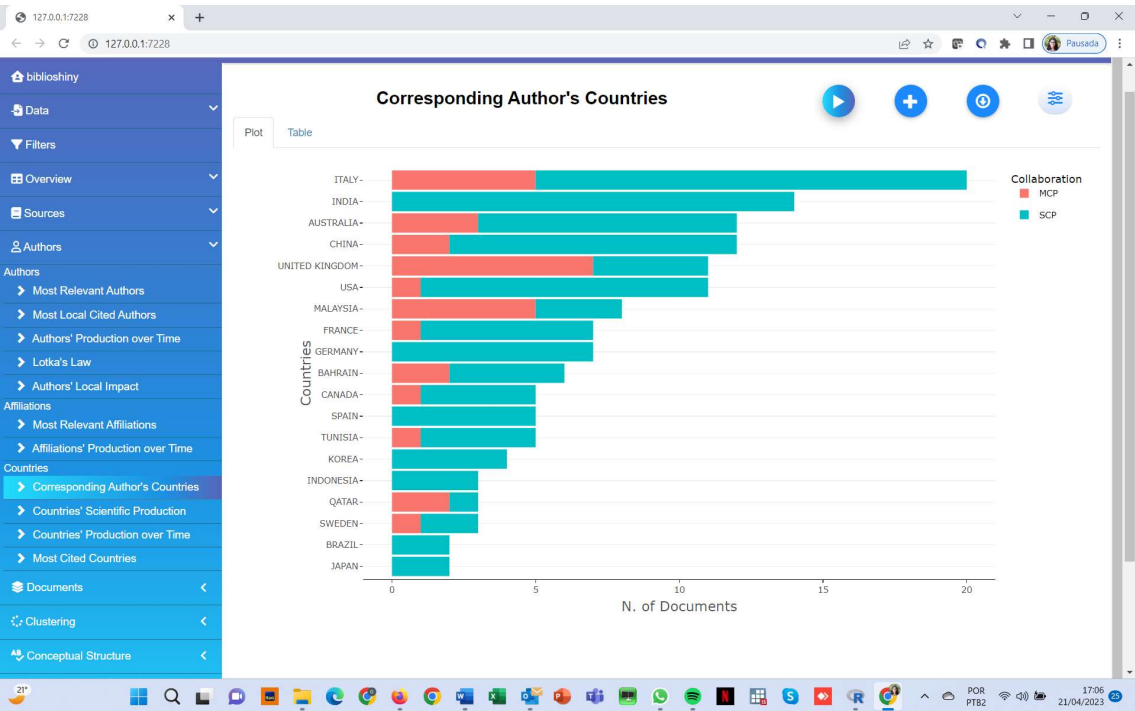 127.0.0.1:7228
127.0.0.1:7228
Pausada
biblioshiny
Data
Filters
Overview
Sources
Authors
Authors
Most Relevant Authors
Most Local Cited Authors
Authors' Production over Time
Lotka's Law
Authors' Local Impact
Affiliations
Most Relevant Affiliations
Affiliations' Production over Time
Countries
Corresponding Author's Countries
Countries' Scientific Production
Countries' Production over Time
Most Cited Countries
Documents
Clustering
Conceptual Structure
Corresponding Author's Countries
Plot Table
ITALY
INDIA
AUSTRALIA
CHINA
UNITED KINGDOM
USA
MALAYSIA
FRANCE
GERMANY
BAHRAIN
CANADA
SPAIN
TUNISIA
KOREA
INDONESIA
QATAR
SWEDEN
BRAZIL
JAPAN
Countries
0 5 10 15 20
N. of Documents
Collaboration
MCP
SCP
21°
POR
PTB2
17:06
21/04/2023
25